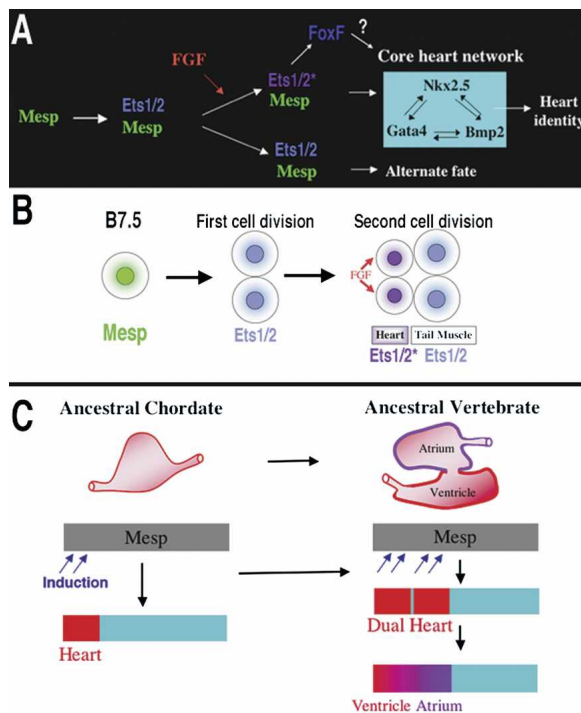 A
FoxF
?
FGF
Core heart network
Ets1/2*
Mesp
Nkx2.5
Gata4
Bmp2
Heart
identity
Mesp
Ets1/2
Mesp
Ets1/2
Mesp
Alternate fate
B
B7.5
First cell division
Second cell division
FGF
Mesp
Ets1/2
Heart
Tail Muscle
Ets1/2*
Ets1/2
C
Ancestral Chordate
Ancestral Vertebrate
Atrium
Ventricle
Mesp
Mesp
Induction
Heart
Dual Heart
Ventricle Atrium